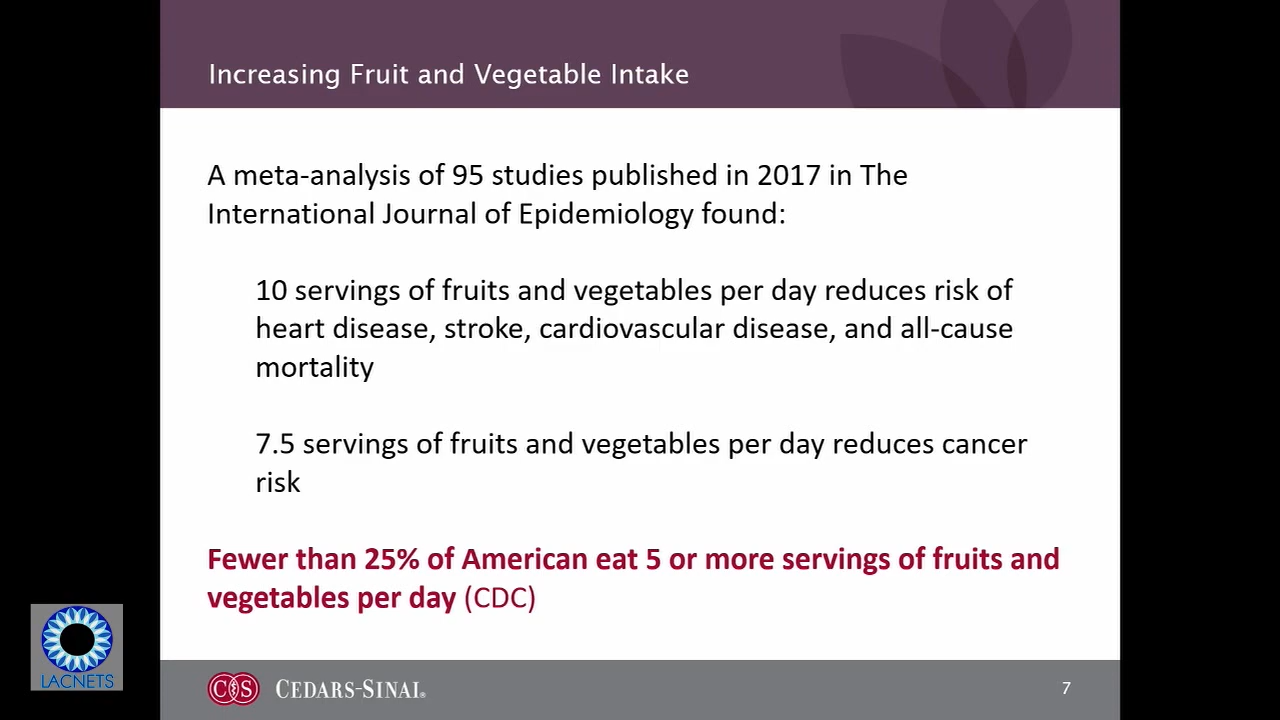 Increasing Fruit and Vegetable Intake
A meta-analysis of 95 studies published in 2017 in The
International Journal of Epidemiology found:
10 servings of fruits and vegetables per day reduces risk of
heart disease, stroke, cardiovascular disease, and all-cause
mortality
7.5 servings of fruits and vegetables per day reduces cancer
risk
Fewer than 25% of American eat 5 or more servings of fruits and
vegetables per day (CDC)
LACNETS
CS CEDARS-SINAI®
7